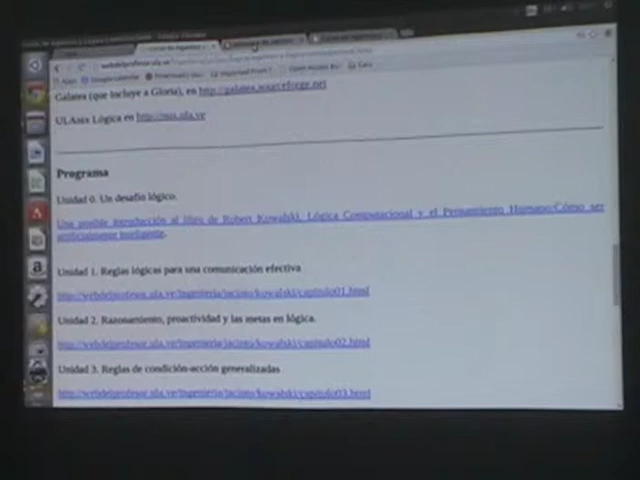 Galatea (que incluye a Gloria), en http://galatea.sourceforge.net
ULAnix Lógica en http://nux.ula.ve
Programa
Unidad 0. Un desafío lógico.
Una posible introducción al libro de Robert Kowalski, Lógica Computacional y el Pensamiento Humano/Cómo ser
artificialmente inteligente.
Unidad 1. Reglas lógicas para una comunicación efectiva
http://webdelprofesor.ula.ve/ingenieria/jacinto/kowalski/capitulo01.html
Unidad 2. Razonamiento, proactividad y las metas en lógica.
http://webdelprofesor.ula.ve/ingenieria/jacinto/kowalski/capitulo02.html
Unidad 3. Reglas de condición-acción generalizadas
http://webdelprofesor.ula.ve/ingenieria/jacinto/kowalski/capitulo03.html